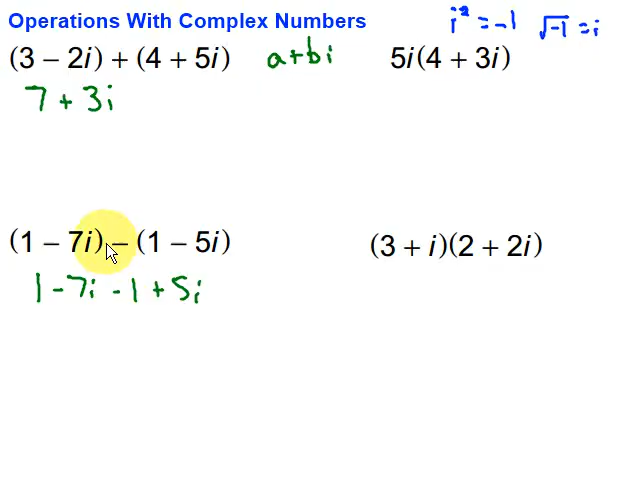 Operations With Complex Numbers
i² = -1  √-1 = i
(3 – 2i) + (4 + 5i)  a+bi  5i(4 + 3i)
7 + 3i
(1 – 7i) – (1 – 5i)  (3 + i)(2 + 2i)
1 - 7i - 1 + 5i